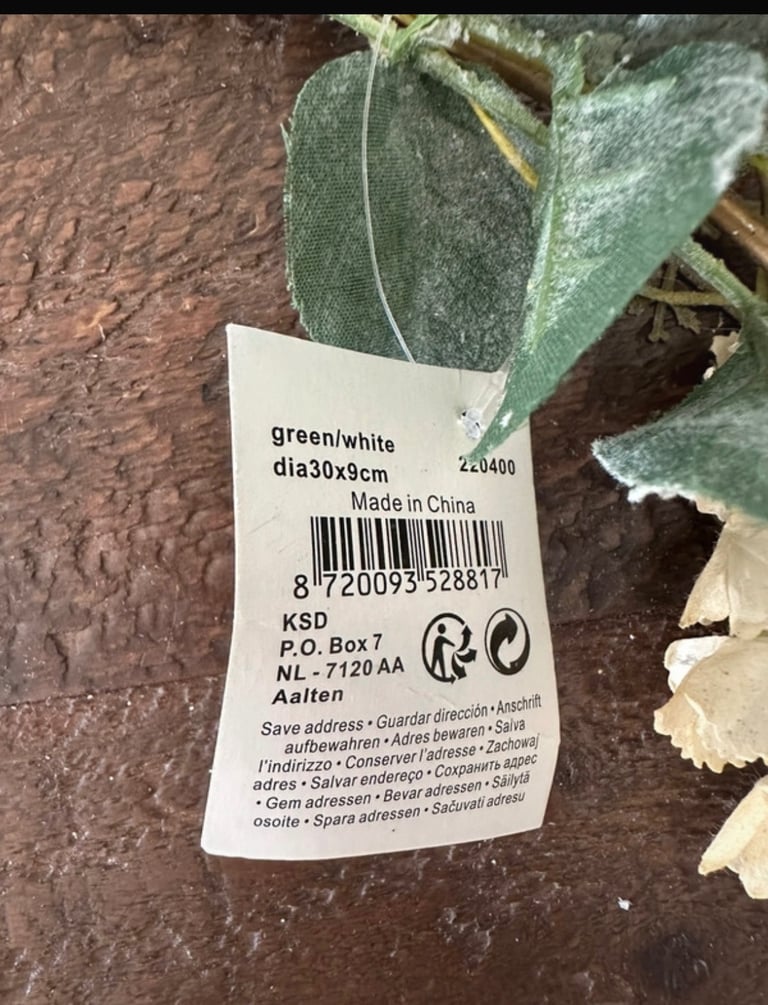 green/white
dia30x9cm 220400
Made in China
8 720093 528817
KSD
P.O. Box 7
NL - 7120 AA
Aalten
Save address • Guardar dirección • Anschrift
aufbewahren • Adres bewaren • Salva
l'indirizzo • Conserver l'adresse • Zachowaj
adres • Salvar endereço • Сохранить адрес
• Gem adressen • Bevar adressen • Säilytä
osoite • Spara adressen • Sačuvati adresu